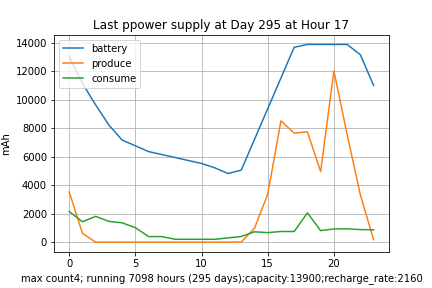 Last ppower supply at Day 295 at Hour 17
14000
12000
10000
8000
6000
4000
2000
0
mAh
battery
produce
consume
0 5 10 15 20
max count4; running 7098 hours (295 days);capacity:13900;recharge_rate:2160